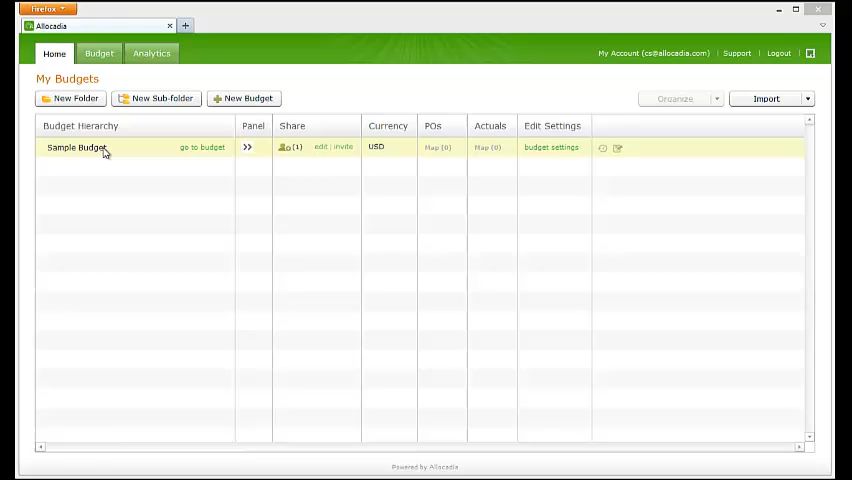 Firefox
Allocadia
Home Budget Analytics My Account (cs@allocadia.com) Support Logout
My Budgets
New Folder New Sub-folder New Budget Organize Import
Budget Hierarchy Panel Share Currency POs Actuals Edit Settings
Sample Budget go to budget >> (1) edit | invite USD Map (0) Map (0) budget settings
Powered by Allocadia